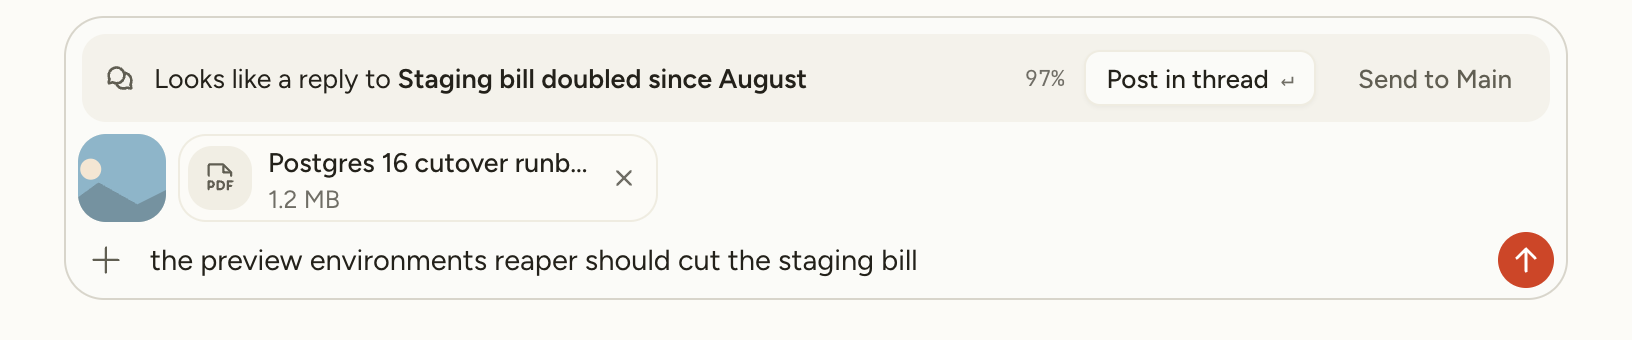 Looks like a reply to Staging bill doubled since August 97% Post in thread ↵ Send to Main
PDF Postgres 16 cutover runb...
1.2 MB
the preview environments reaper should cut the staging bill